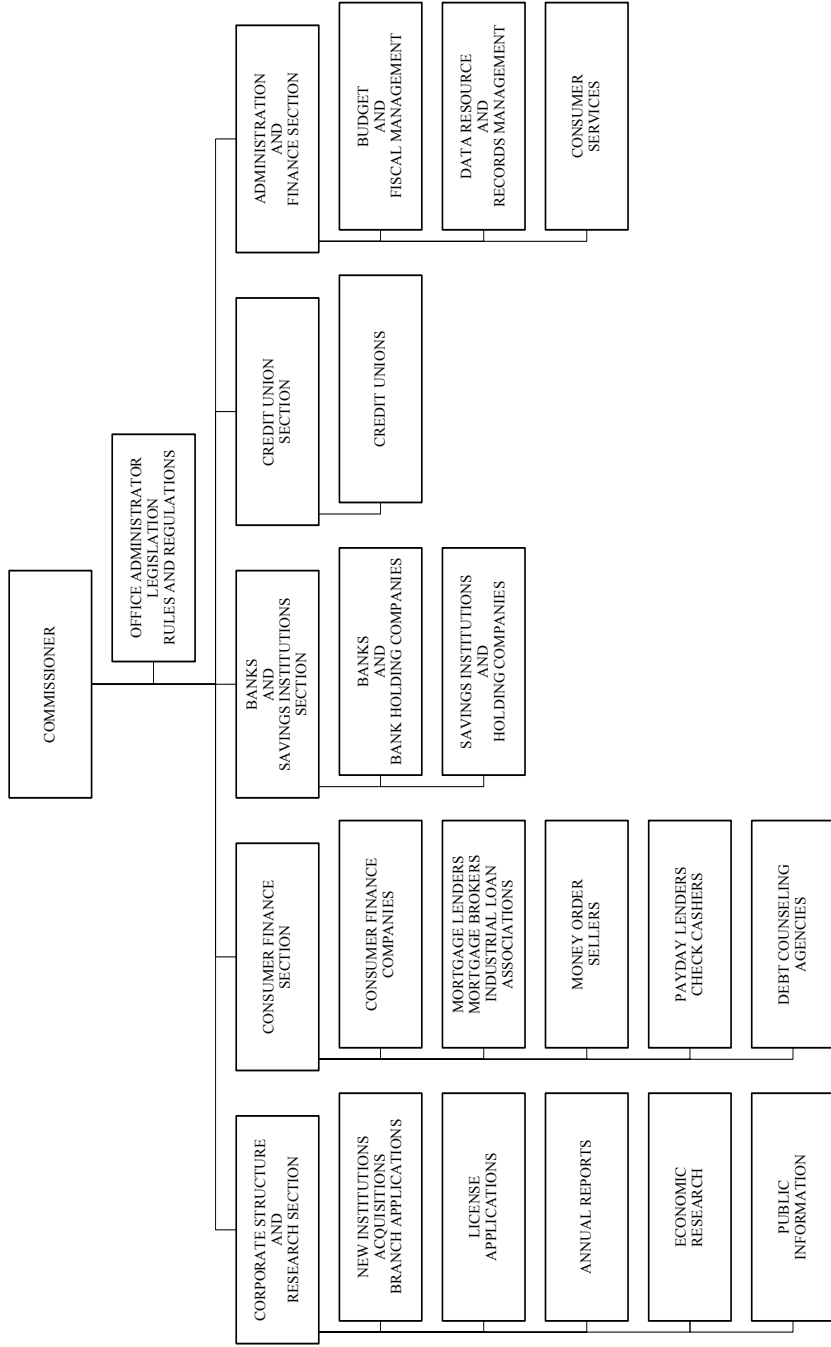 COMMISSIONER
OFFICE ADMINISTRATOR
LEGISLATION
RULES AND REGULATIONS
CORPORATE STRUCTURE
AND
RESEARCH SECTION
NEW INSTITUTIONS
ACQUISITIONS
BRANCH APPLICATIONS
LICENSE
APPLICATIONS
ANNUAL REPORTS
ECONOMIC
RESEARCH
PUBLIC
INFORMATION
CONSUMER FINANCE
SECTION
CONSUMER FINANCE
COMPANIES
MORTGAGE LENDERS
MORTGAGE BROKERS
INDUSTRIAL LOAN
ASSOCIATIONS
MONEY ORDER
SELLERS
PAYDAY LENDERS
CHECK CASHERS
DEBT COUNSELING
AGENCIES
BANKS
AND
SAVINGS INSTITUTIONS
SECTION
BANKS
AND
BANK HOLDING COMPANIES
SAVINGS INSTITUTIONS
AND
HOLDING COMPANIES
CREDIT UNION
SECTION
CREDIT UNIONS
ADMINISTRATION
AND
FINANCE SECTION
BUDGET
AND
FISCAL MANAGEMENT
DATA RESOURCE
AND
RECORDS MANAGEMENT
CONSUMER
SERVICES